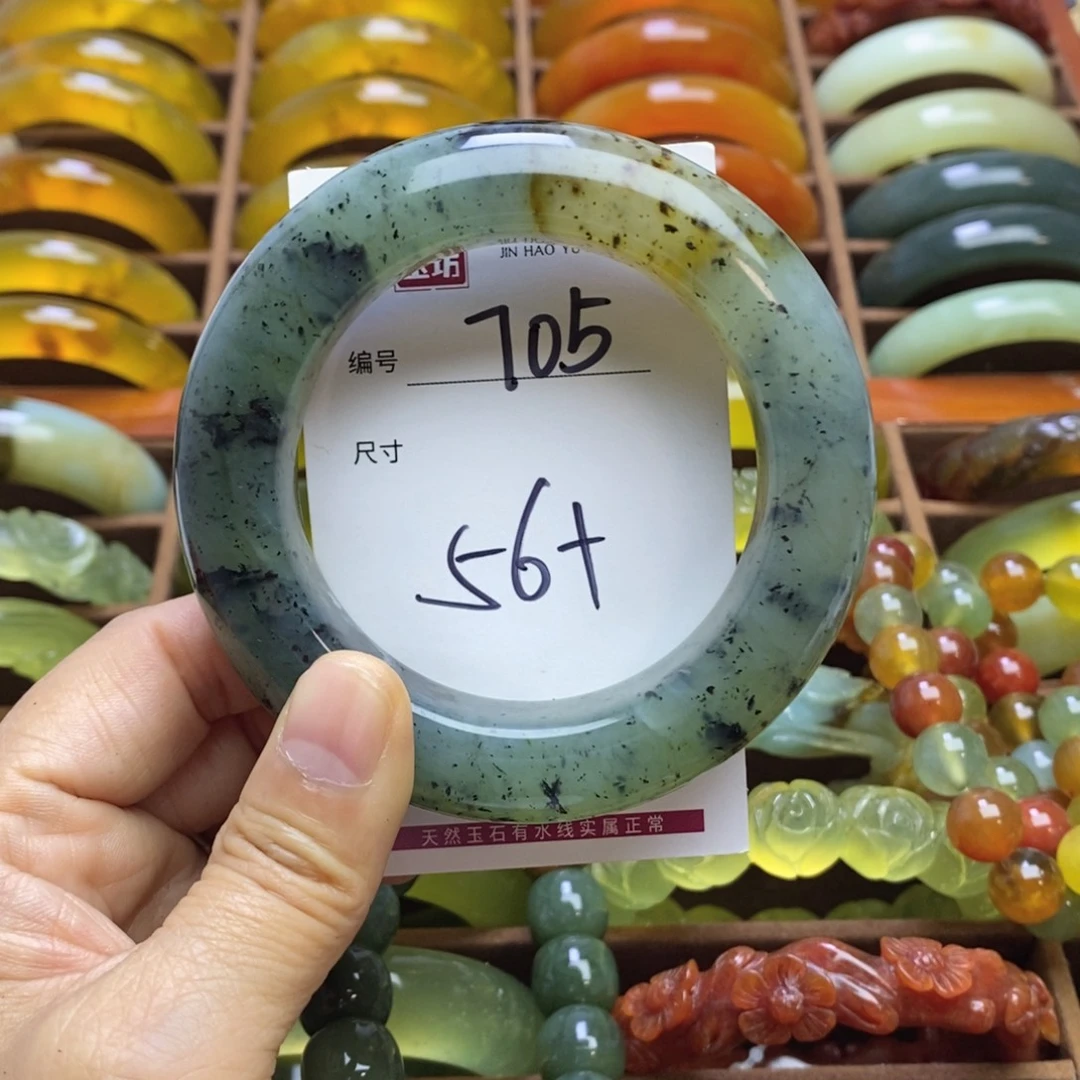 坊
JIN HAO YU
编号 705
尺寸
56+
天然玉石有水线实属正常